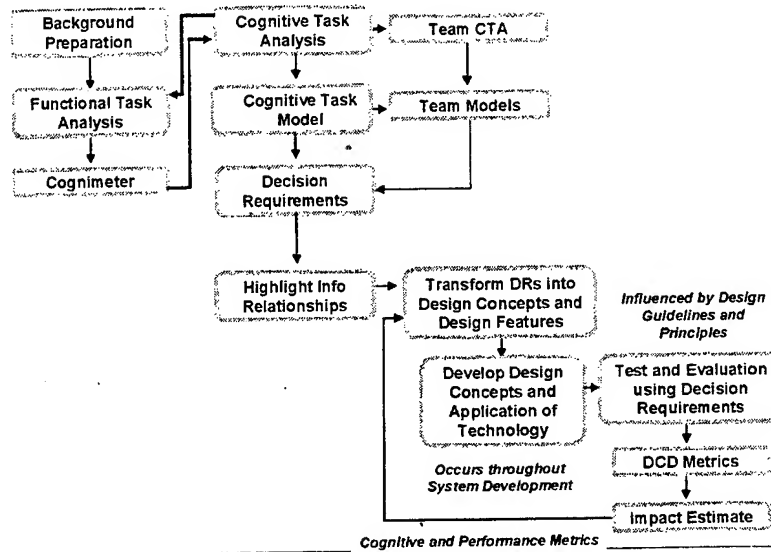 Background
Preparation
Cognitive Task
Analysis
Team CTA
Functional Task
Analysis
Cognitive Task
Model
Team Models
Cognimeter
Decision
Requirements
Highlight Info
Relationships
Transform DRs into
Design Concepts and
Design Features
Influenced by Design
Guidelines and
Principles
Develop Design
Concepts and
Application of
Technology
Test and Evaluation
using Decision
Requirements
Occurs throughout
System Development
DCD Metrics
Impact Estimate
Cognitive and Performance Metrics